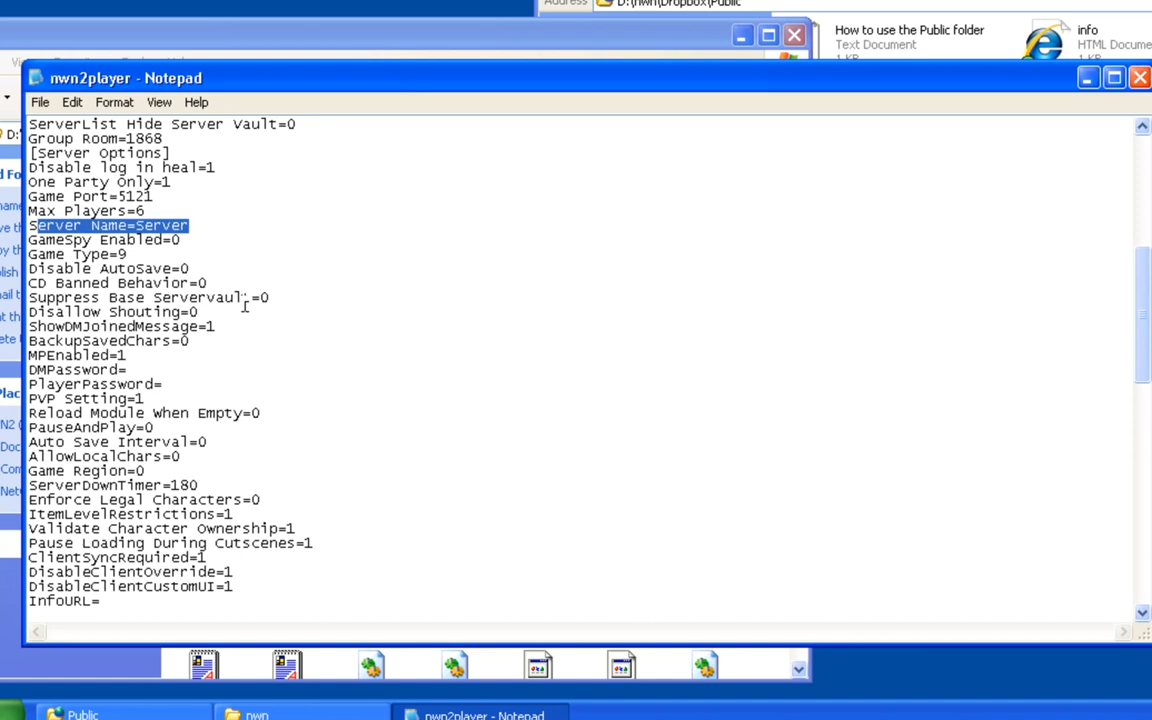 Address D:\nwn\Dropbox\Public
How to use the Public folder
Text Document
1 KB
info
HTML Docume
1 KB
nwn2player - Notepad
File Edit Format View Help
ServerList Hide Server Vault=0
Group Room=1868
[Server Options]
Disable log in heal=1
One Party Only=1
Game Port=5121
Max Players=6
Server Name=Server
GameSpy Enabled=0
Game Type=9
Disable AutoSave=0
CD Banned Behavior=0
Suppress Base Servervault=0
Disallow Shouting=0
ShowDMJoinedMessage=1
BackupSavedChars=0
MPEnabled=1
DMPassword=
PlayerPassword=
PVP Setting=1
Reload Module When Empty=0
PauseAndPlay=0
Auto Save Interval=0
AllowLocalChars=0
Game Region=0
ServerDownTimer=180
Enforce Legal Characters=0
ItemLevelRestrictions=1
Validate Character Ownership=1
Pause Loading During Cutscenes=1
ClientSyncRequired=1
DisableClientOverride=1
DisableClientCustomUI=1
InfoURL=
Public
nwn
nwn2player - Notepad